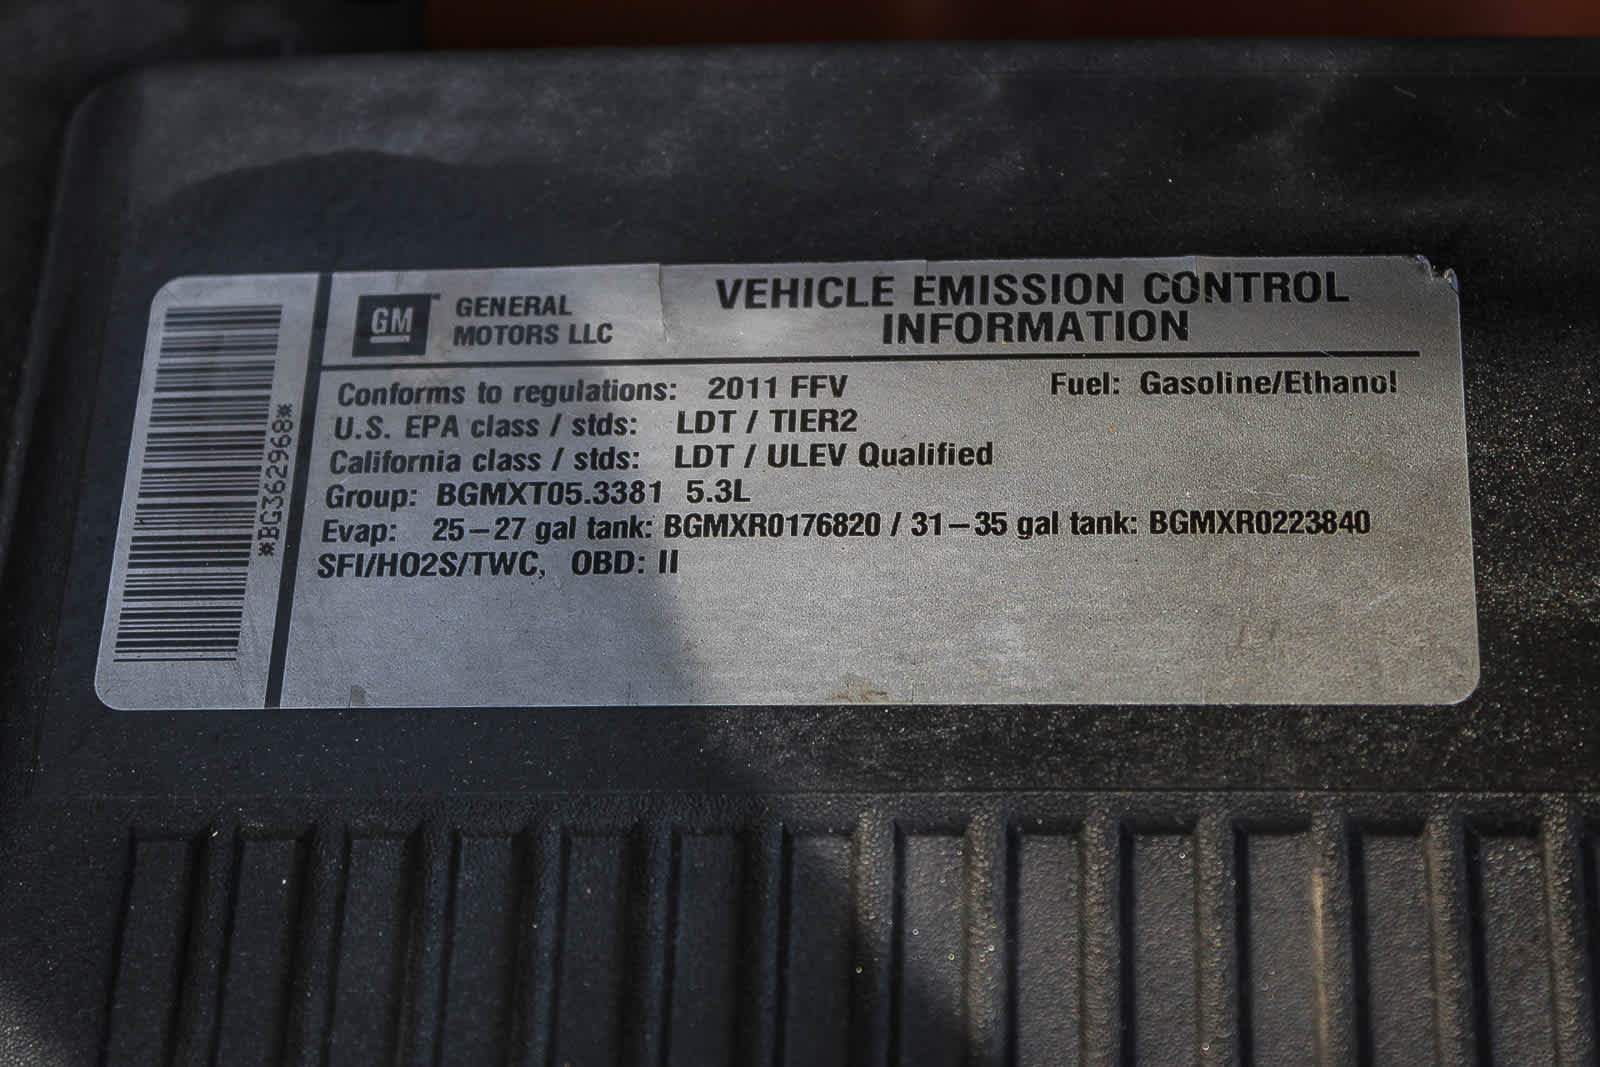 *BG362968*
GM™ GENERAL
MOTORS LLC
VEHICLE EMISSION CONTROL
INFORMATION
Conforms to regulations: 2011 FFV Fuel: Gasoline/Ethanol
U.S. EPA class / stds: LDT / TIER2
California class / stds: LDT / ULEV Qualified
Group: BGMXT05.3381 5.3L
Evap: 25–27 gal tank: BGMXR0176820 / 31–35 gal tank: BGMXR0223840
SFI/HO2S/TWC, OBD: II